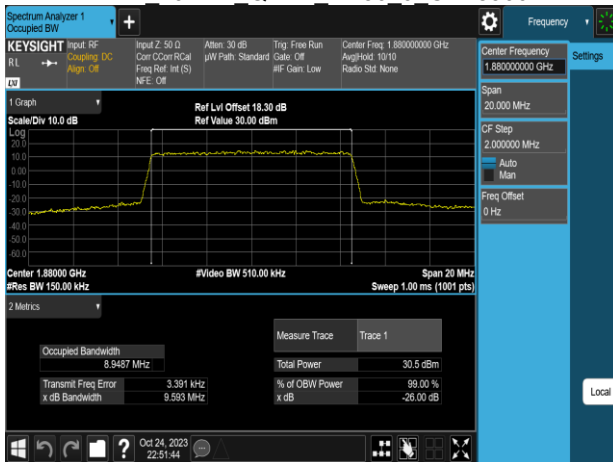 Spectrum Analyzer 1
Occupied BW
+
Frequency
KEYSIGHT Input: RF
RL
Coupling: DC
Align: Off
LXI
Input Z: 50 Ω
Corr CCorr RCal
Freq Ref: Int (S)
NFE: Off
Atten: 30 dB
µW Path: Standard
Trig: Free Run
Gate: Off
#IF Gain: Low
Center Freq: 1.880000000 GHz
Avg|Hold: 10/10
Radio Std: None
Center Frequency
1.880000000 GHz
Settings
Span
20.000 MHz
CF Step
2.000000 MHz
Auto
Man
Freq Offset
0 Hz
1 Graph
Scale/Div 10.0 dB
Ref Lvl Offset 18.30 dB
Ref Value 30.00 dBm
Log
20.0
10.0
0.00
-10.0
-20.0
-30.0
-40.0
-50.0
-60.0
Center 1.88000 GHz
#Video BW 510.00 kHz
Span 20 MHz
#Res BW 150.00 kHz
Sweep 1.00 ms (1001 pts)
2 Metrics
Measure Trace Trace 1
Occupied Bandwidth
8.9487 MHz
Total Power 30.5 dBm
Transmit Freq Error 3.391 kHz
% of OBW Power 99.00 %
x dB Bandwidth 9.593 MHz
x dB -26.00 dB
Local
?
Oct 24, 2023
22:51:44